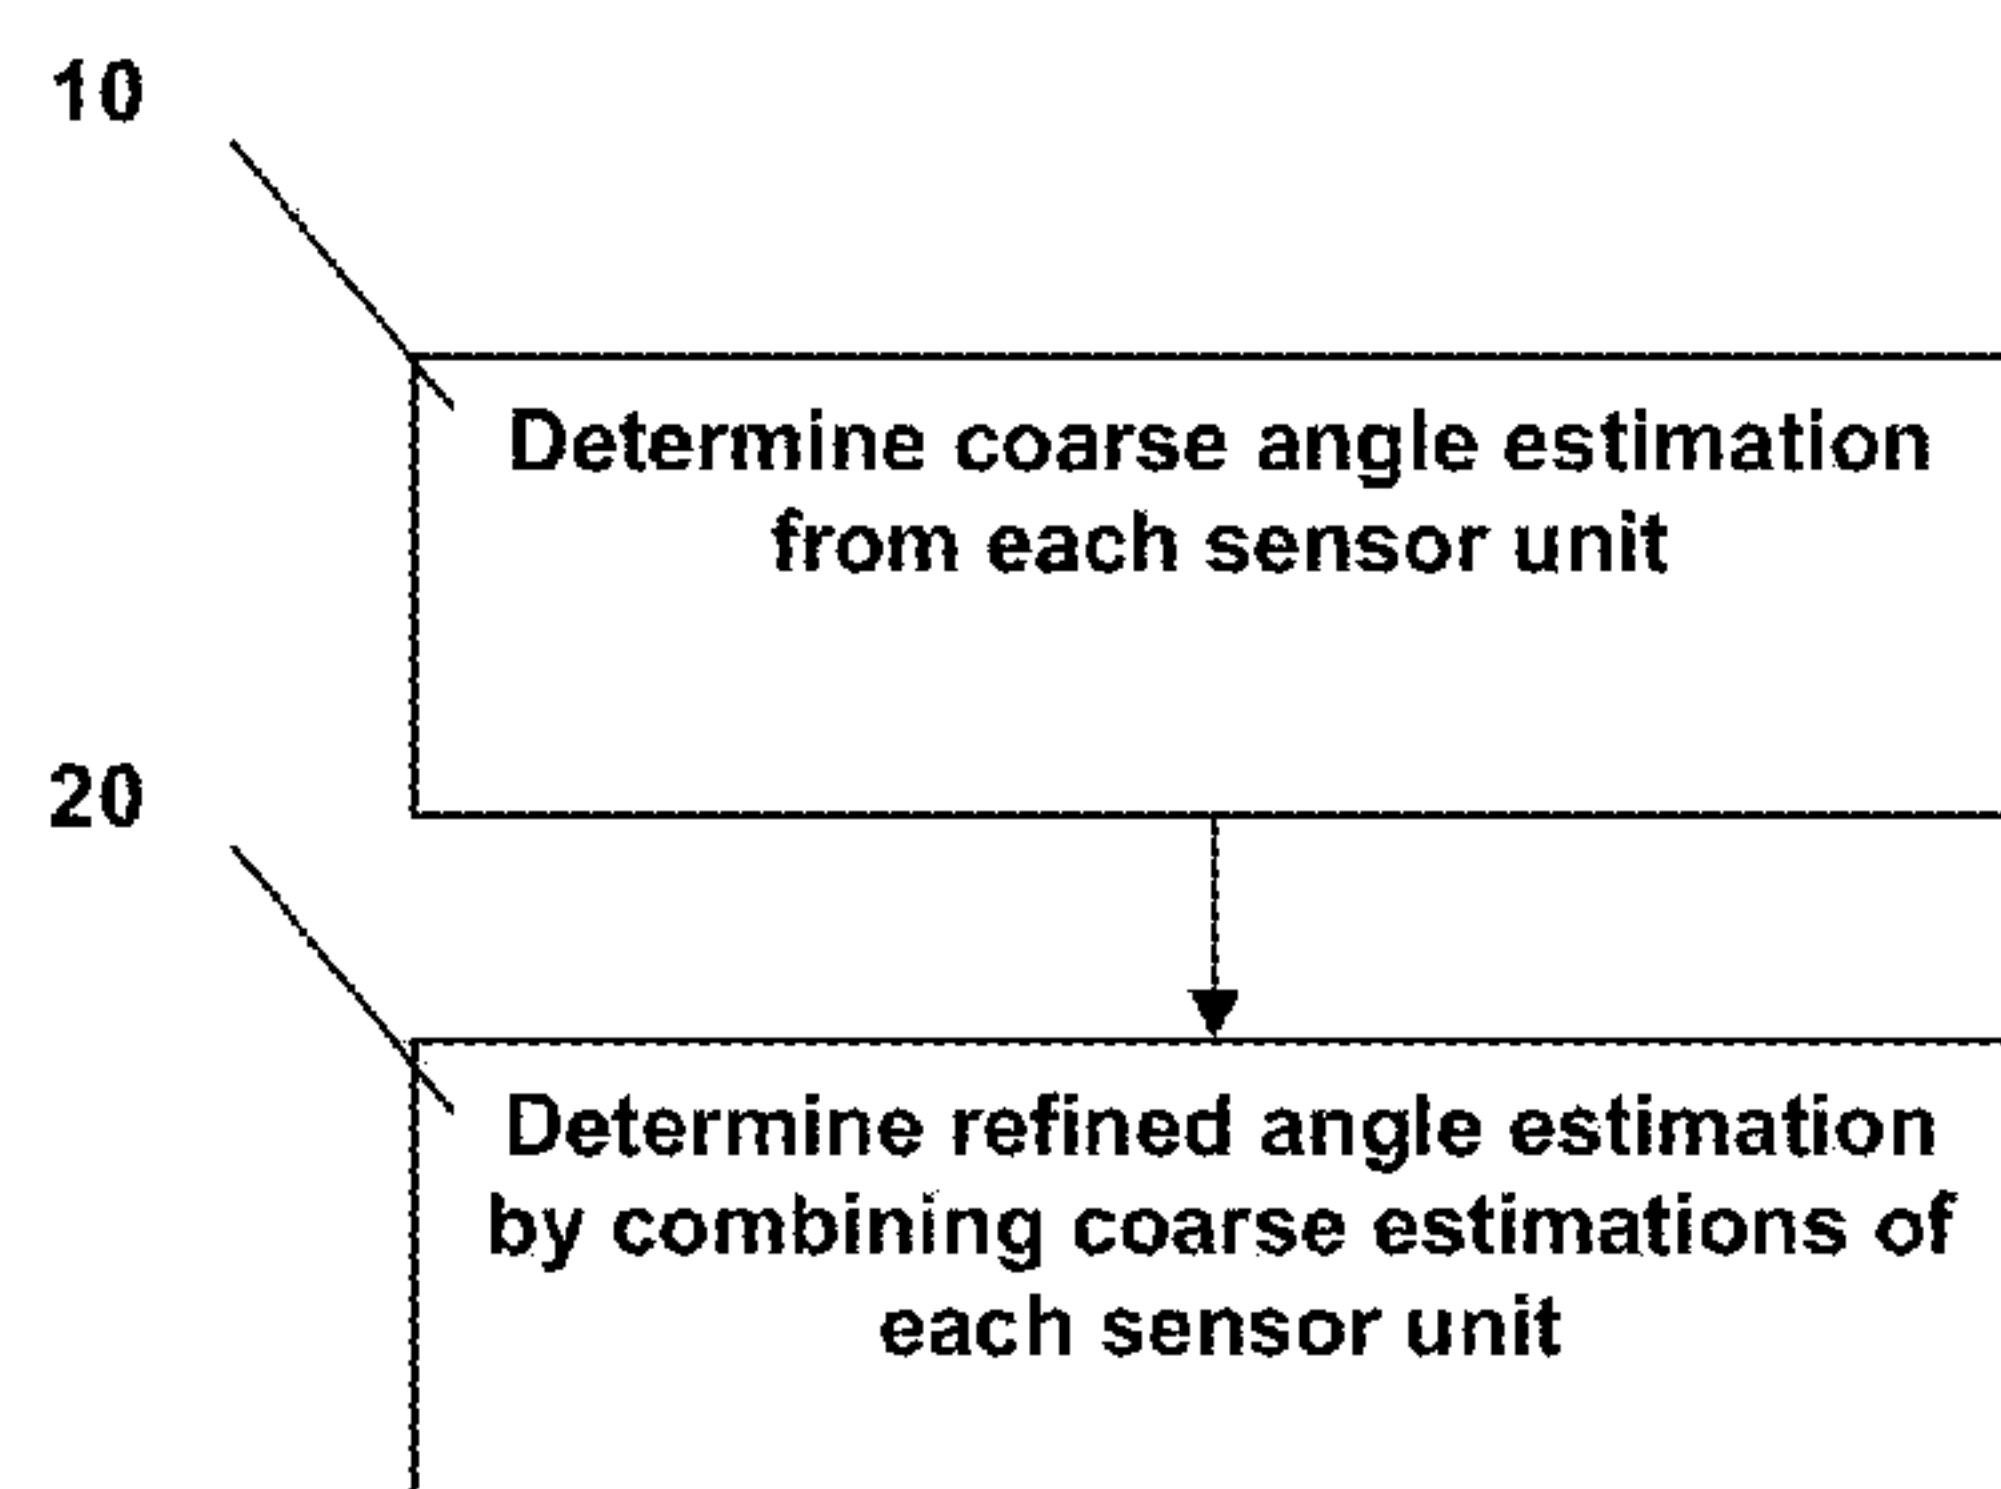 10
Determine coarse angle estimation
from each sensor unit
20
Determine refined angle estimation
by combining coarse estimations of
each sensor unit